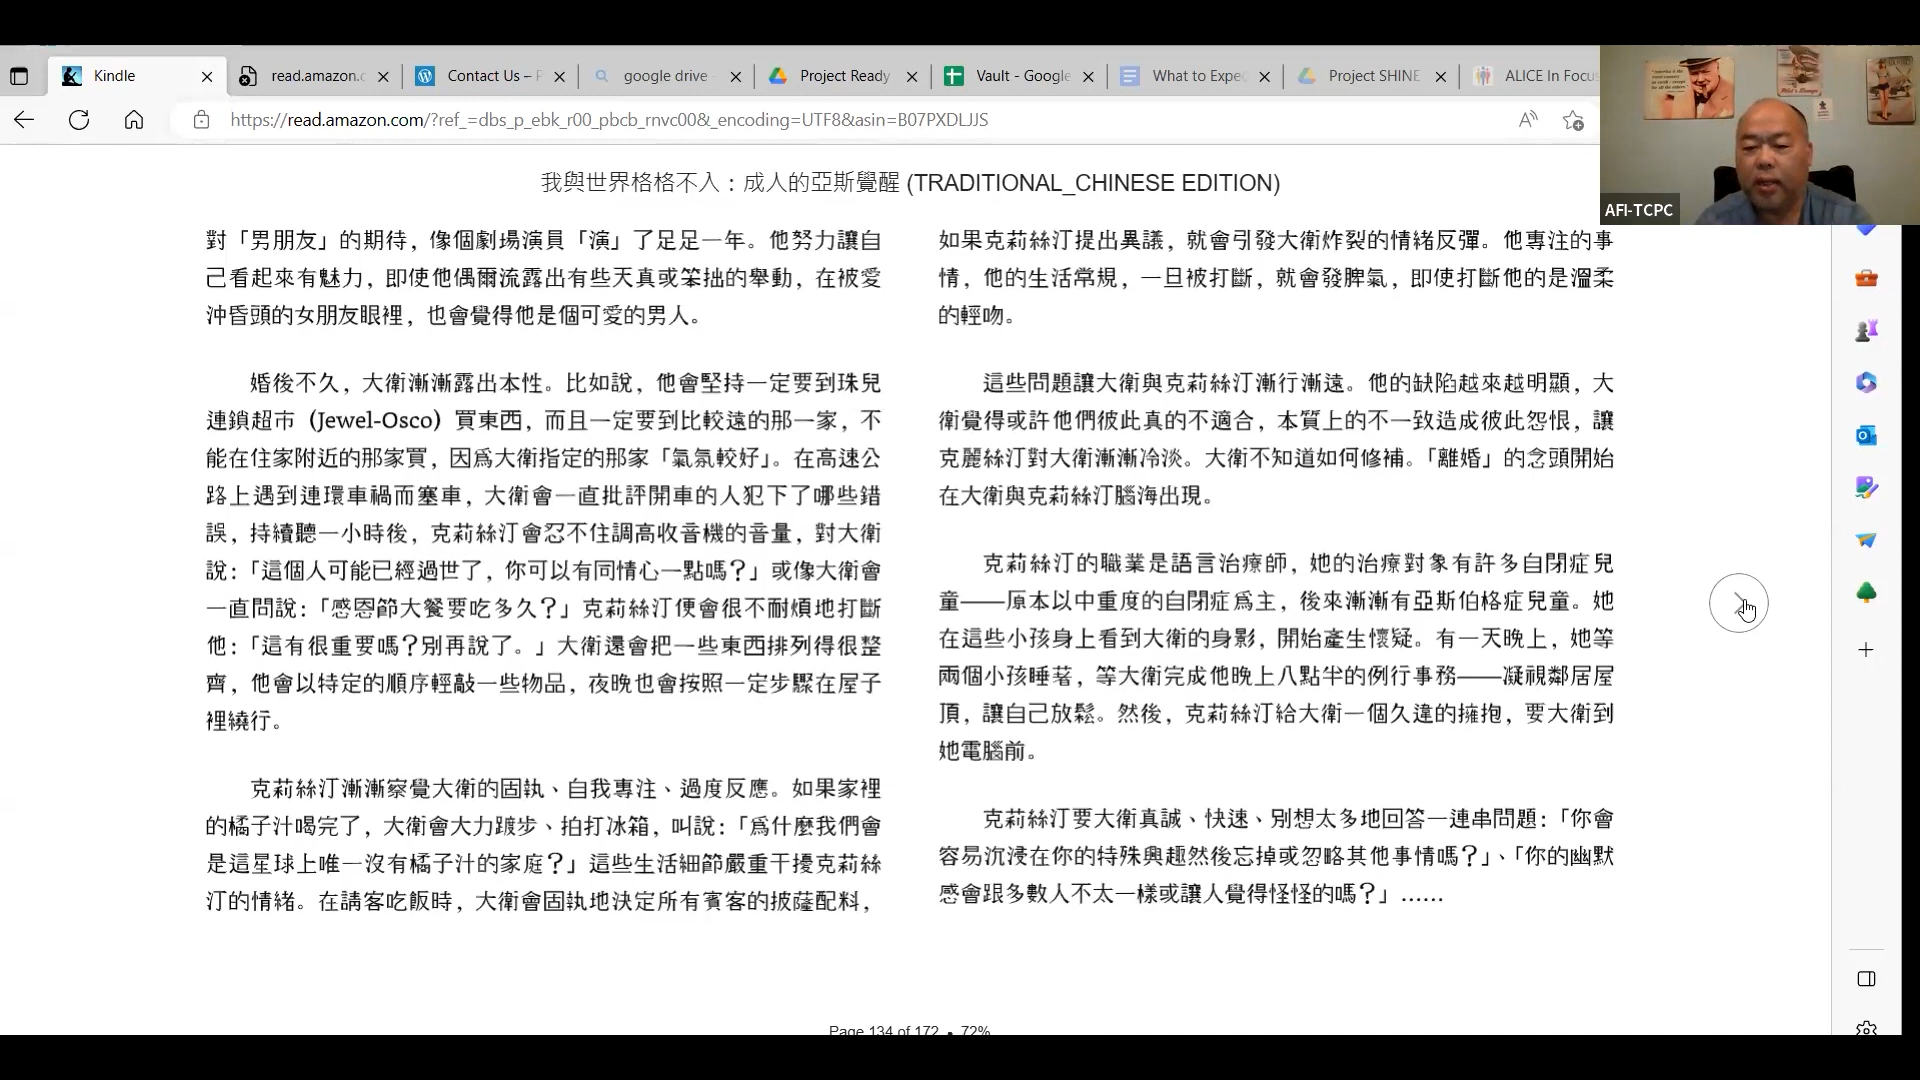 Kindle
read.amazon.c
Contact Us – P
google drive
Project Ready
Vault - Google
What to Expec
Project SHINE
ALICE In Focus
https://read.amazon.com/?ref_=dbs_p_ebk_r00_pbcb_rnvc00&_encoding=UTF8&asin=B07PXDLJJS
AFI-TCPC
我與世界格格不入：成人的亞斯覺醒 (TRADITIONAL_CHINESE EDITION)
對「男朋友」的期待，像個劇場演員「演」了足足一年。他努力讓自
己看起來有魅力，即使他偶爾流露出有些天真或笨拙的舉動，在被愛
沖昏頭的女朋友眼裡，也會覺得他是個可愛的男人。
婚後不久，大衛漸漸露出本性。比如說，他會堅持一定要到珠兒
連鎖超市（Jewel-Osco）買東西，而且一定要到比較遠的那一家，不
能在住家附近的那家買，因為大衛指定的那家「氣氛較好」。在高速公
路上遇到連環車禍而塞車，大衛會一直批評開車的人犯下了哪些錯
誤，持續聽一小時後，克莉絲汀會忍不住調高收音機的音量，對大衛
說：「這個人可能已經過世了，你可以有同情心一點嗎？」或像大衛會
一直問說：「感恩節大餐要吃多久？」克莉絲汀便會很不耐煩地打斷
他：「這有很重要嗎？別再說了。」大衛還會把一些東西排列得很整
齊，他會以特定的順序輕敲一些物品，夜晚也會按照一定步驟在屋子
裡繞行。
克莉絲汀漸漸察覺大衛的固執、自我專注、過度反應。如果家裡
的橘子汁喝完了，大衛會大力踱步、拍打冰箱，叫說：「為什麼我們會
是這星球上唯一沒有橘子汁的家庭？」這些生活細節嚴重干擾克莉絲
汀的情緒。在請客吃飯時，大衛會固執地決定所有賓客的披薩配料，
如果克莉絲汀提出異議，就會引發大衛炸裂的情緒反彈。他專注的事
情，他的生活常規，一旦被打斷，就會發脾氣，即使打斷他的是溫柔
的輕吻。
這些問題讓大衛與克莉絲汀漸行漸遠。他的缺陷越來越明顯，大
衛覺得或許他們彼此真的不適合，本質上的不一致造成彼此怨恨，讓
克麗絲汀對大衛漸漸冷淡。大衛不知道如何修補。「離婚」的念頭開始
在大衛與克莉絲汀腦海出現。
克莉絲汀的職業是語言治療師，她的治療對象有許多自閉症兒
童——原本以中重度的自閉症為主，後來漸漸有亞斯伯格症兒童。她
在這些小孩身上看到大衛的身影，開始產生懷疑。有一天晚上，她等
兩個小孩睡著，等大衛完成他晚上八點半的例行事務——凝視鄰居屋
頂，讓自己放鬆。然後，克莉絲汀給大衛一個久違的擁抱，要大衛到
她電腦前。
克莉絲汀要大衛真誠、快速、別想太多地回答一連串問題：「你會
容易沉浸在你的特殊興趣然後忘掉或忽略其他事情嗎？」、「你的幽默
感會跟多數人不太一樣或讓人覺得怪怪的嗎？」……
Page 134 of 172 • 72%